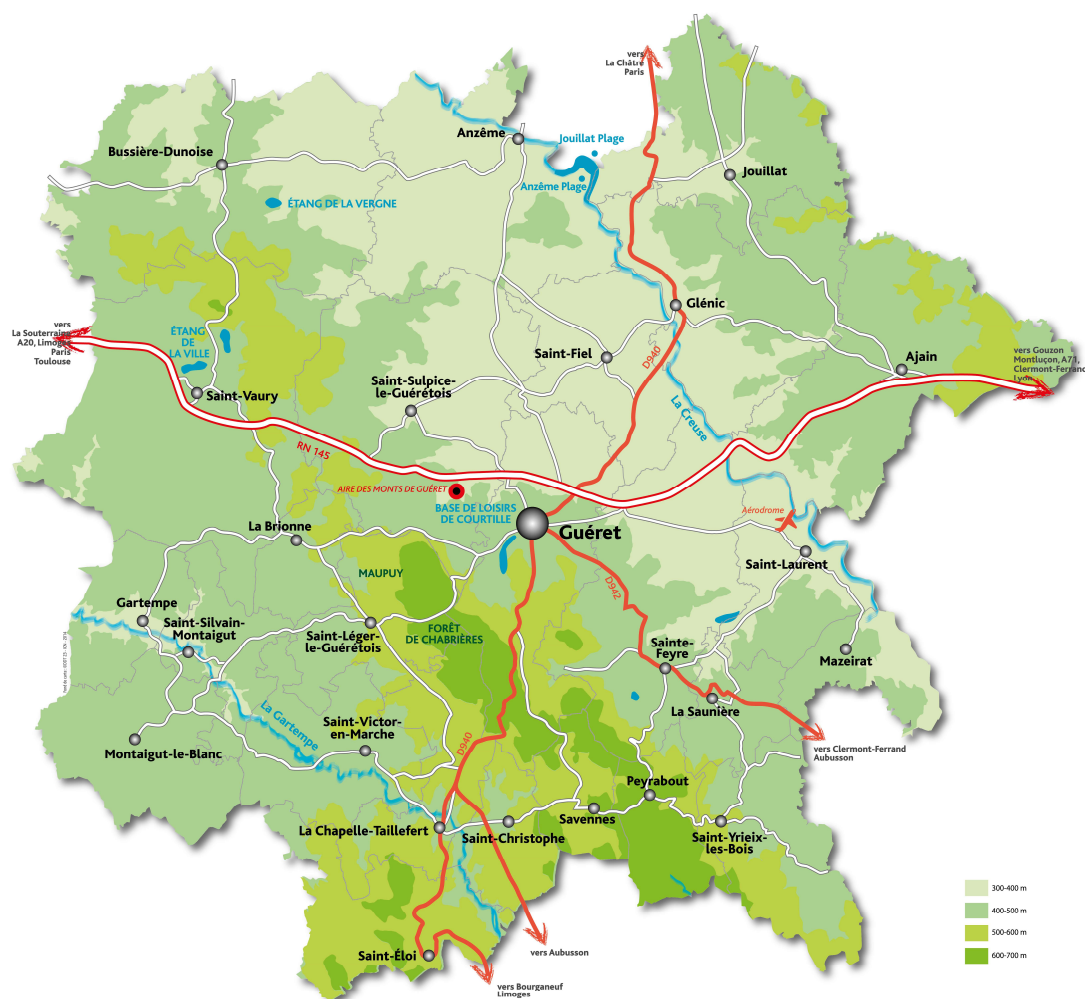 vers
La Châtre
Paris
Anzême
Jouillat Plage
Bussière-Dunoise
Jouillat
Anzême Plage
ÉTANG DE LA VERGNE
Glénic
vers
La Souterraine
A20, Limoges
Paris
Toulouse
ÉTANG
DE
LA VILLE
Saint-Fiel
D940
Ajain
vers Gouzon
Montluçon, A71,
Clermont-Ferrand
Lyon
Saint-Vaury
Saint-Sulpice-
le-Guérétois
La Creuse
RN 145
AIRE DES MONTS DE GUÉRET
BASE DE LOISIRS
DE COURTILLE
Aérodrome
La Brionne
Guéret
Saint-Laurent
MAUPUY
D942
Gartempe
Saint-Silvain-
Montaigut
Saint-Léger-
le-Guérétois
FORÊT
DE CHABRIÈRES
Sainte-
Feyre
Mazeirat
La Saunière
La Gartempe
Saint-Victor-
en-Marche
Montaigut-le-Blanc
D940
vers Clermont-Ferrand
Aubusson
Peyrabout
La Chapelle-Taillefert
Saint-Christophe
Savennes
Saint-Yrieix-
les-Bois
300-400 m
400-500 m
500-600 m
600-700 m
Saint-Éloi
vers Aubusson
vers Bourganeuf
Limoges